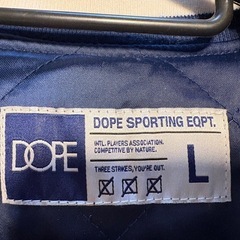 DOPE
DOPE SPORTING EQPT.
INTL. PLAYERS ASSOCIATION.
COMPETITIVE BY NATURE.
THREE STRIKES, YOU'RE OUT.
L